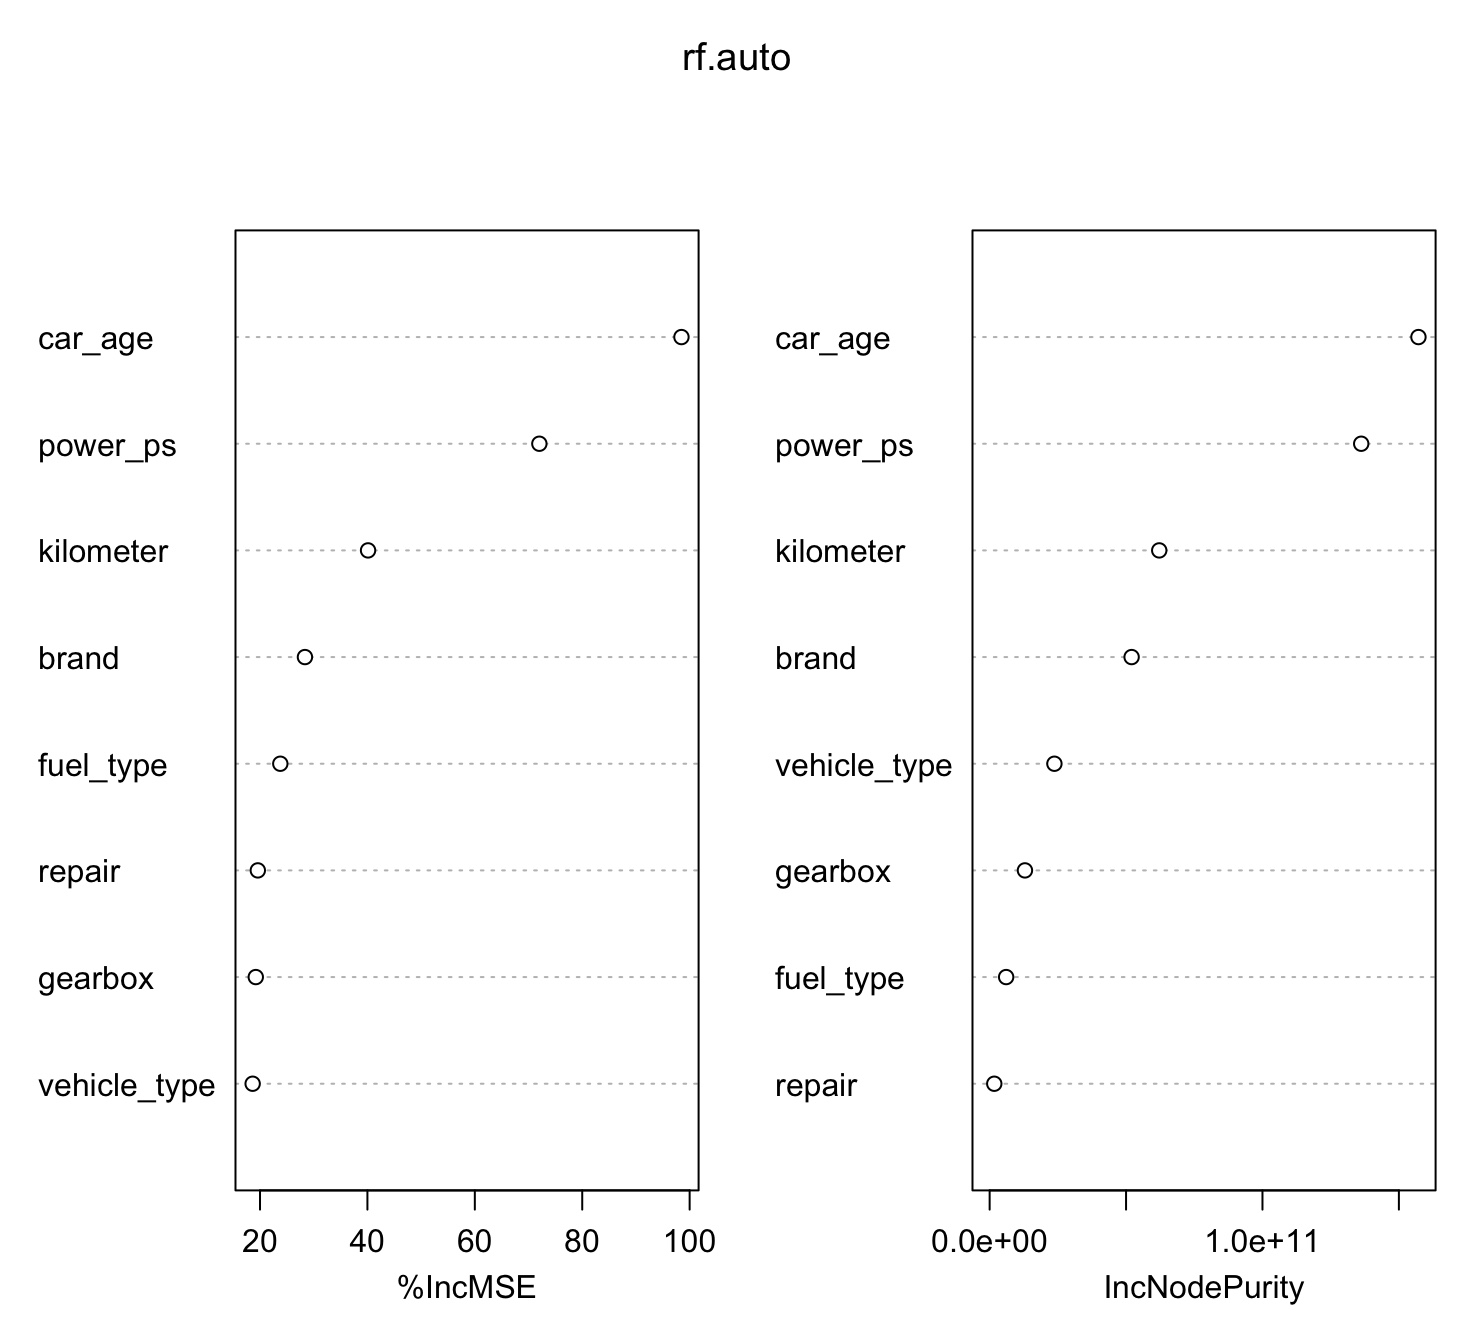 rf.auto
car_age
power_ps
kilometer
brand
fuel_type
repair
gearbox
vehicle_type
20 40 60 80 100
%IncMSE
car_age
power_ps
kilometer
brand
vehicle_type
gearbox
fuel_type
repair
0.0e+00 1.0e+11
IncNodePurity